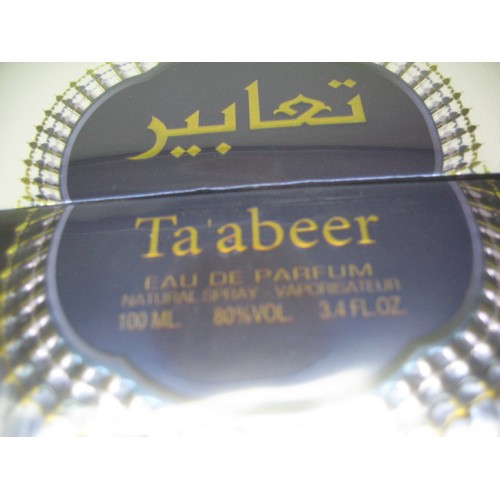 تعابير
Ta'abeer
EAU DE PARFUM
NATURAL SPRAY - VAPORISATEUR
100 ML. 80%VOL. 3.4 FL.OZ.